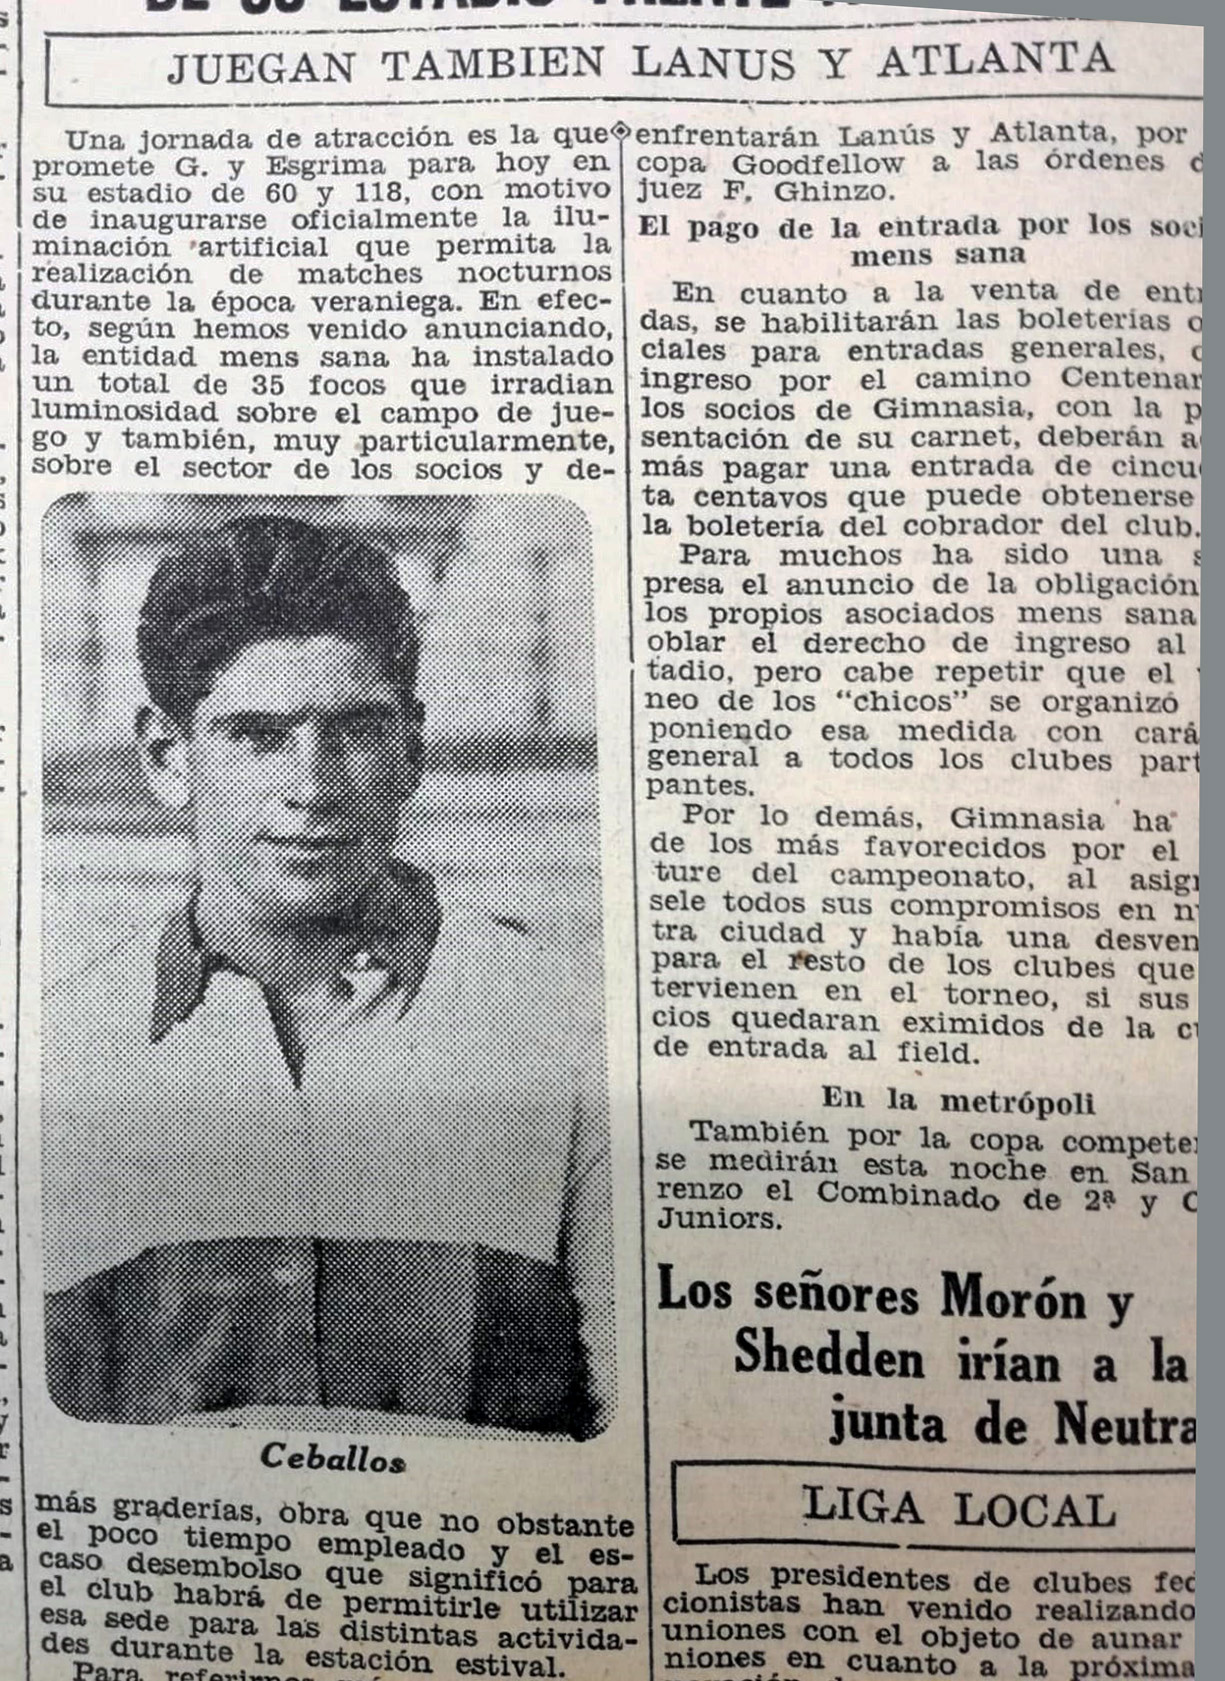 JUEGAN TAMBIEN LANUS Y ATLANTA
Una jornada de atracción es la que
promete G. y Esgrima para hoy en
su estadio de 60 y 118, con motivo
de inaugurarse oficialmente la ilu-
minación artificial que permita la
realización de matches nocturnos
durante la época veraniega. En efec-
to, según hemos venido anunciando,
la entidad mens sana ha instalado
un total de 35 focos que irradian
luminosidad sobre el campo de jue-
go y también, muy particularmente,
sobre el sector de los socios y de-
Ceballos
más graderías, obra que no obstante
el poco tiempo empleado y el es-
caso desembolso que significó para
el club habrá de permitirle utilizar
esa sede para las distintas activida-
des durante la estación estival.
Para
enfrentarán Lanús y Atlanta, por
copa Goodfellow a las órdenes
juez F. Ghinzo.
El pago de la entrada por los soci
mens sana
En cuanto a la venta de entr
das, se habilitarán las boleterías
ciales para entradas generales,
ingreso por el camino Centenar
los socios de Gimnasia, con la p
sentación de su carnet, deberán a
más pagar una entrada de cincu
ta centavos que puede obtenerse
la boletería del cobrador del club.
Para muchos ha sido una s
presa el anuncio de la obligación
los propios asociados mens sana
oblar el derecho de ingreso al
tadio, pero cabe repetir que el
neo de los “chicos” se organizó
poniendo esa medida con cará
general a todos los clubes part
pantes.
Por lo demás, Gimnasia ha
de los más favorecidos por el
ture del campeonato, al asig
sele todos sus compromisos en n
tra ciudad y había una desven
para el resto de los clubes que
tervienen en el torneo, si sus
cios quedaran eximidos de la c
de entrada al field.
En la metrópoli
También por la copa compete
se medirán esta noche en San
renzo el Combinado de 2ª y C
Juniors.
Los señores Morón y
Shedden irían a la
junta de Neutra
LIGA LOCAL
Los presidentes de clubes fe
cionistas han venido realizando
uniones con el objeto de aunar
niones en cuanto a la próxima